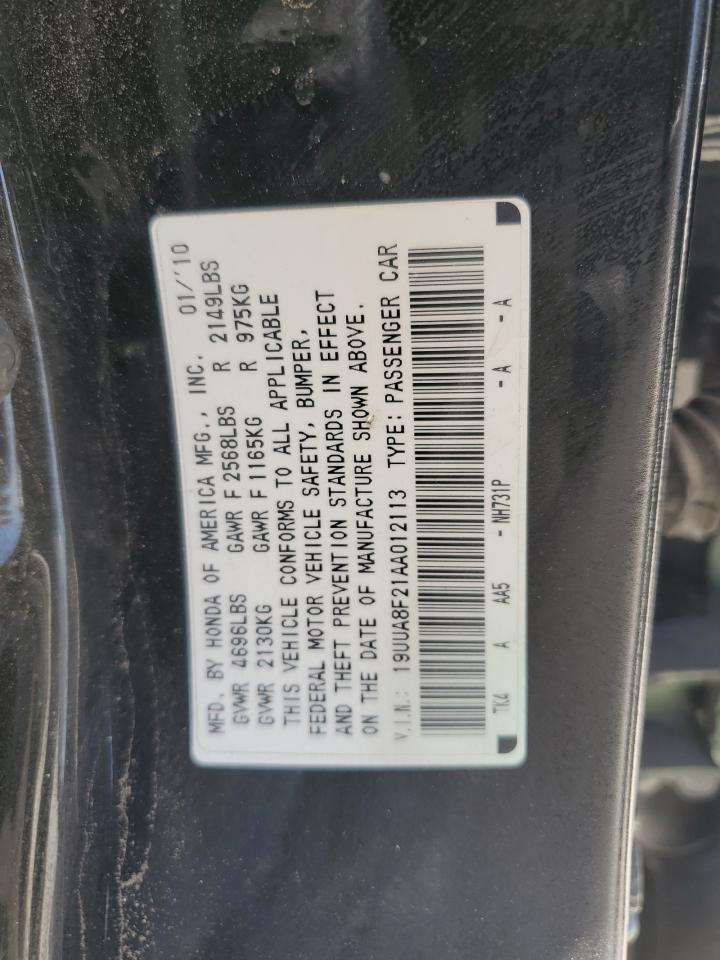 MFD. BY HONDA OF AMERICA MFG., INC. 01/'10
GVWR 4696LBS GAWR F 2568LBS R 2149LBS
GVWR 2130KG GAWR F 1165KG R 975KG
THIS VEHICLE CONFORMS TO ALL APPLICABLE
FEDERAL MOTOR VEHICLE SAFETY, BUMPER,
AND THEFT PREVENTION STANDARDS IN EFFECT
ON THE DATE OF MANUFACTURE SHOWN ABOVE.
V.I.N.: 19UUA8F21AA012113 TYPE: PASSENGER CAR
TK4 A AA5 - NH731P - A - A